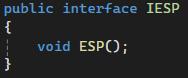 public interface IESP
{
    void ESP();
}